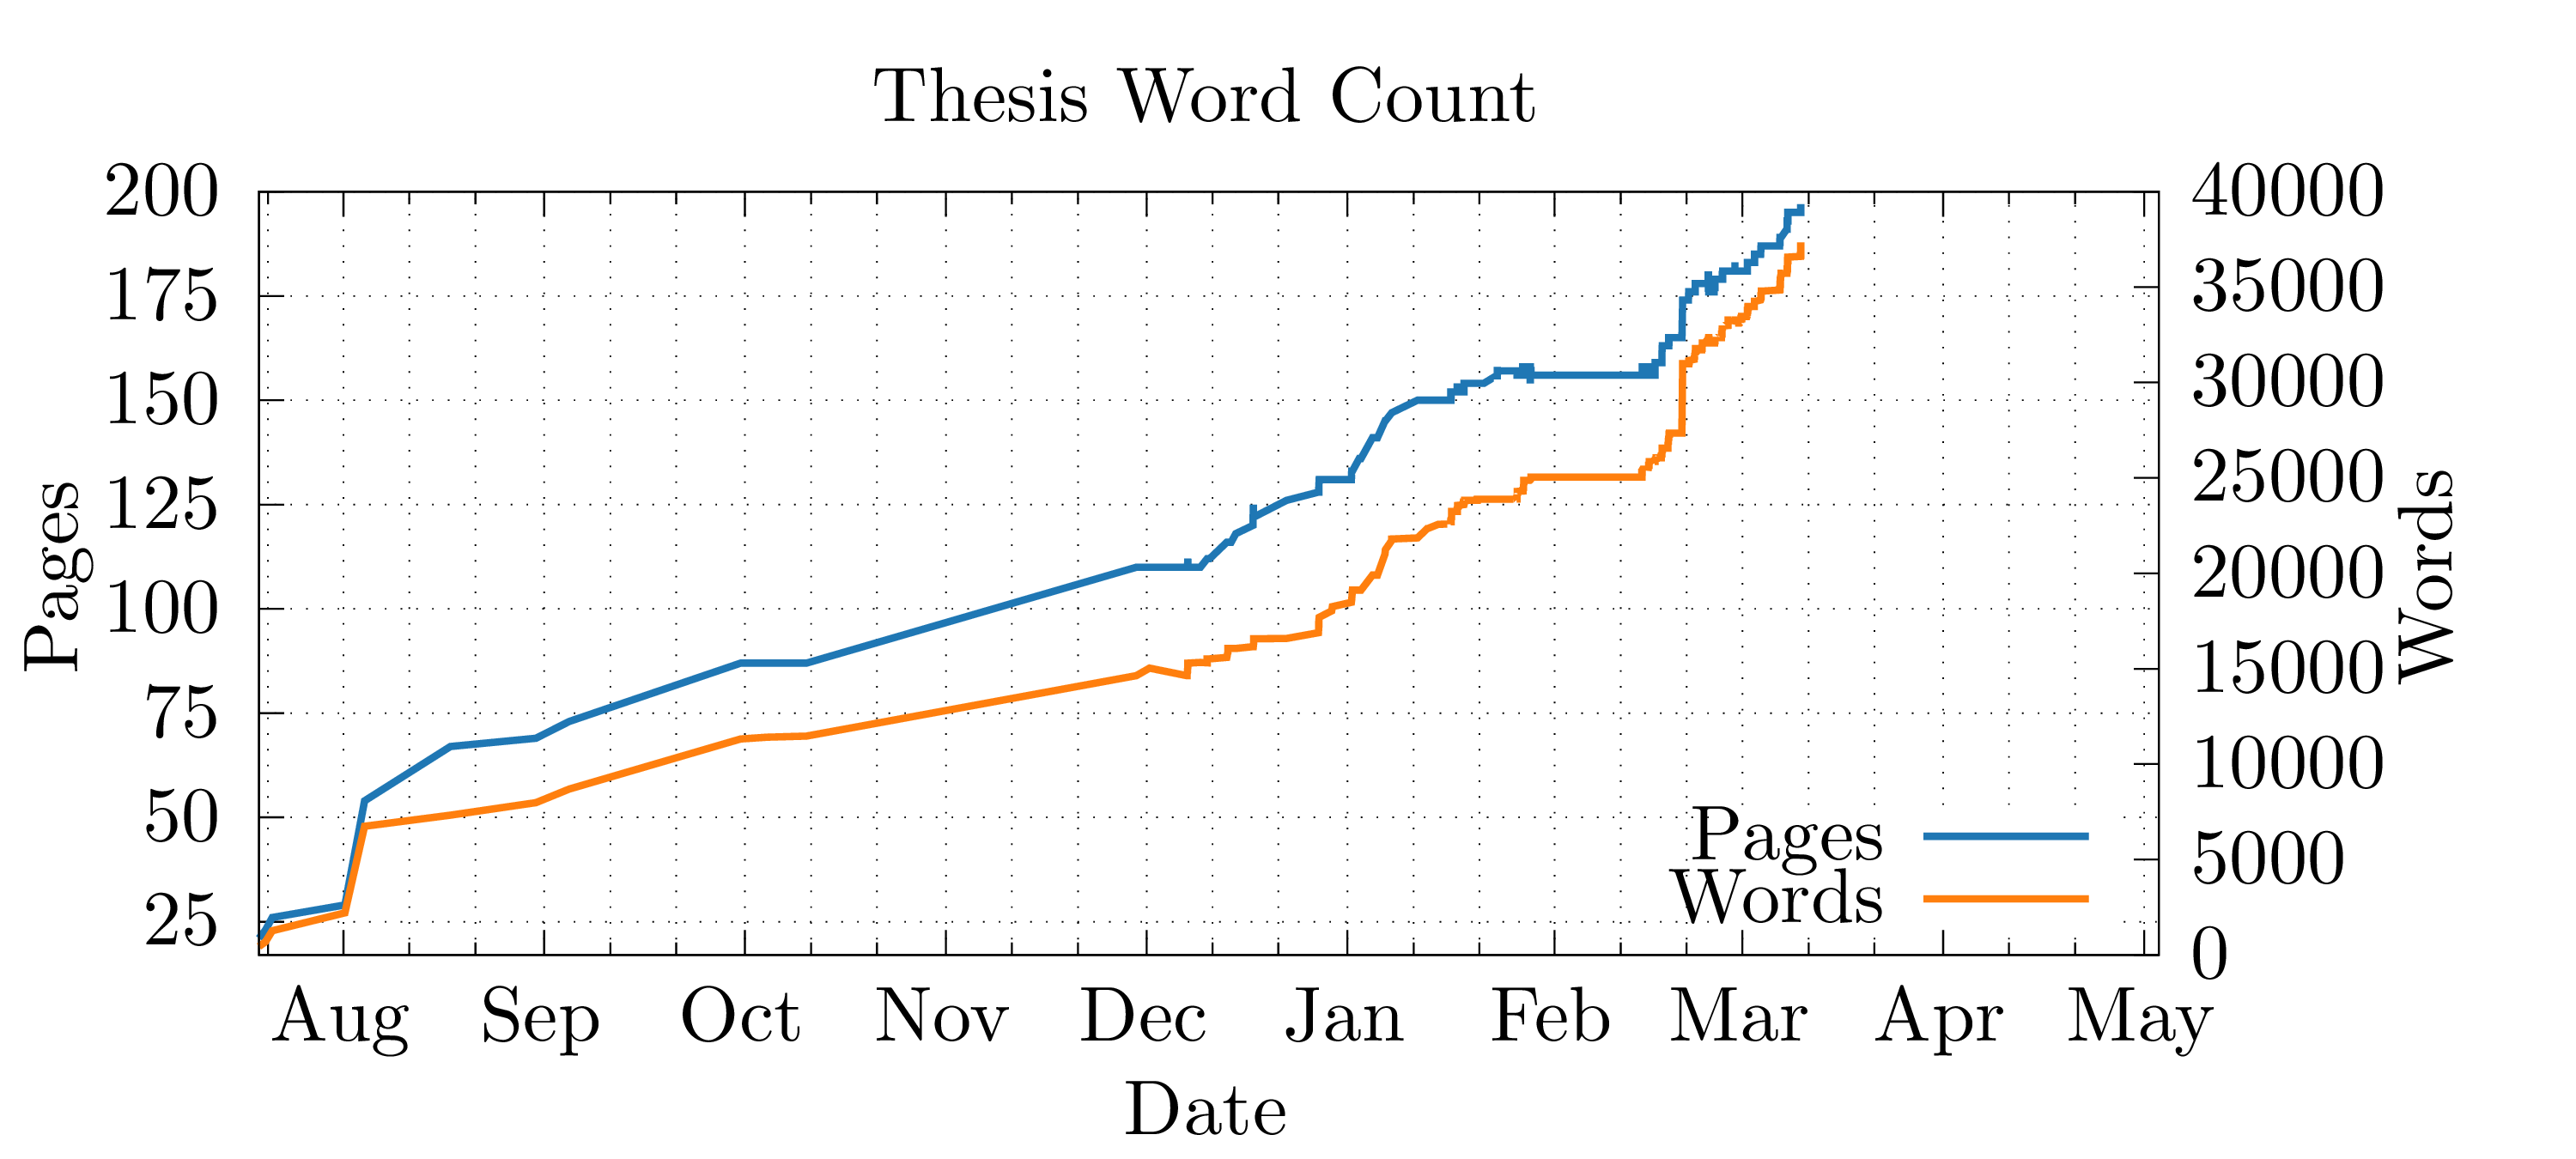 Thesis Word Count
200
175
150
125
100
75
50
25
Pages
40000
35000
30000
25000
20000
15000
10000
5000
0
Words
Pages
Words
Aug Sep Oct Nov Dec Jan Feb Mar Apr May
Date